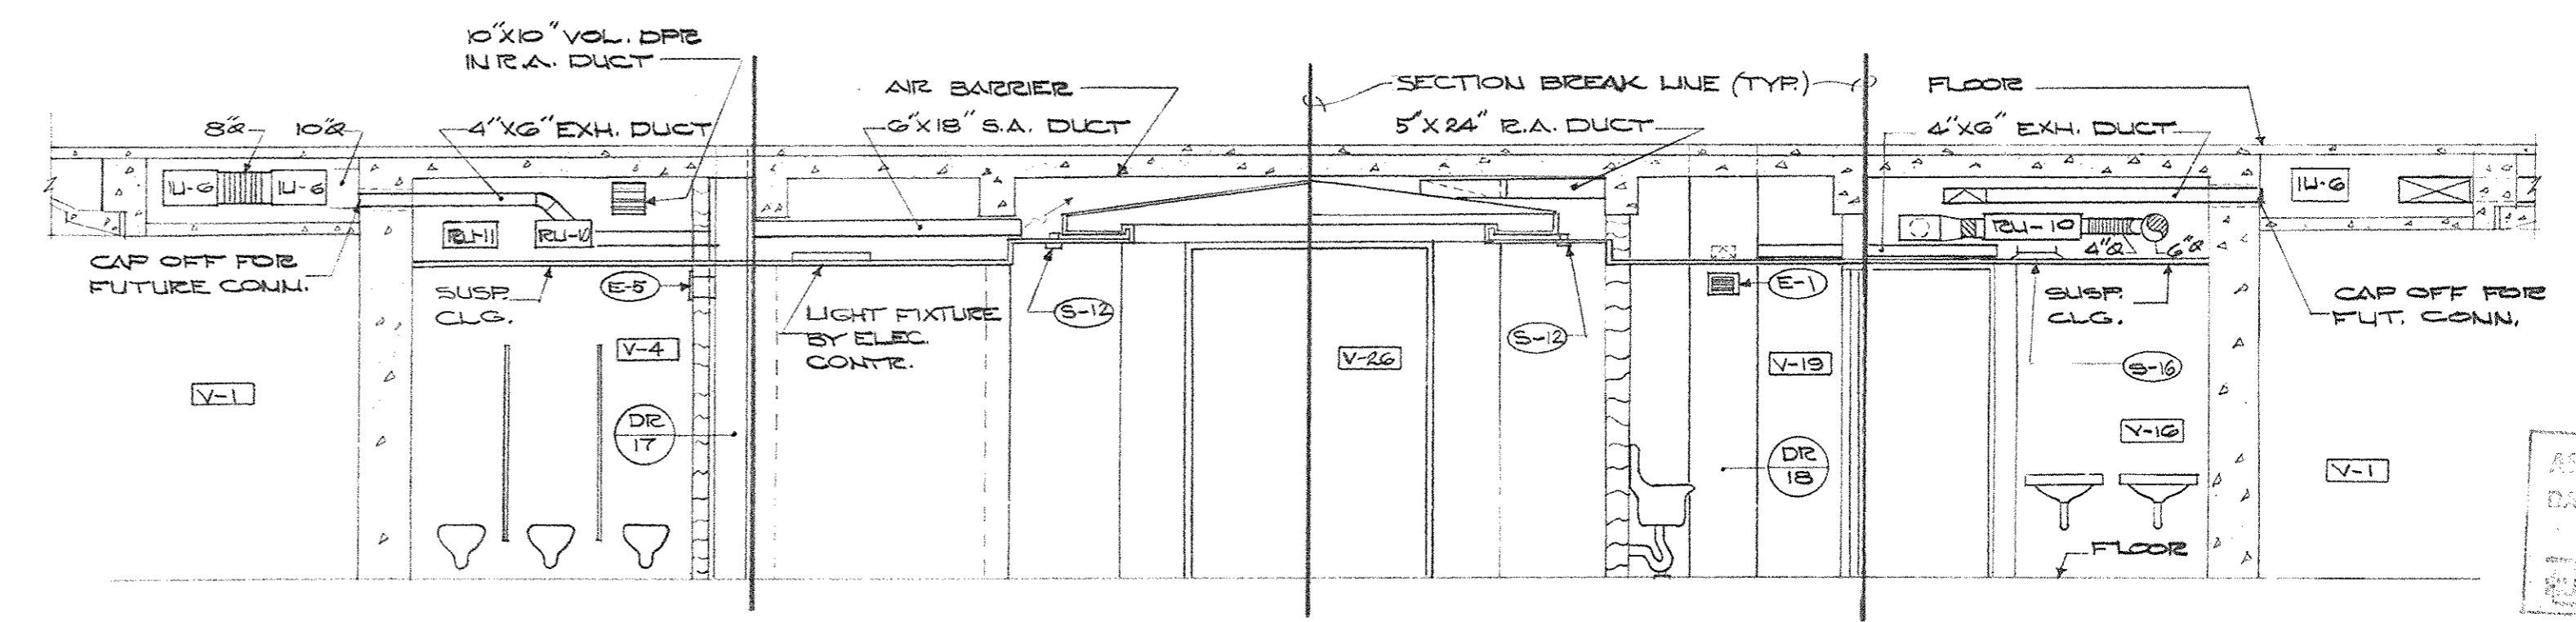 10"X10" VOL. DPR
IN R.A. DUCT
AIR BARRIER
SECTION BREAK LINE (TYP.)
FLOOR
8"ø
10"ø
4"X6" EXH. DUCT
6"X18" S.A. DUCT
5"X24" R.A. DUCT
4"X6" EXH. DUCT
IU-6
IU-6
IU-6
RU-11
RU-10
4"ø
6"ø
CAP OFF FOR
FUTURE CONN.
SUSP.
CLG.
E-5
LIGHT FIXTURE
BY ELEC.
CONTR.
S-12
S-12
E-1
SUSP.
CLG.
CAP OFF FOR
FUT. CONN.
V-1
V-4
V-26
V-19
S-16
DR
17
DR
18
V-16
V-1
FLOOR